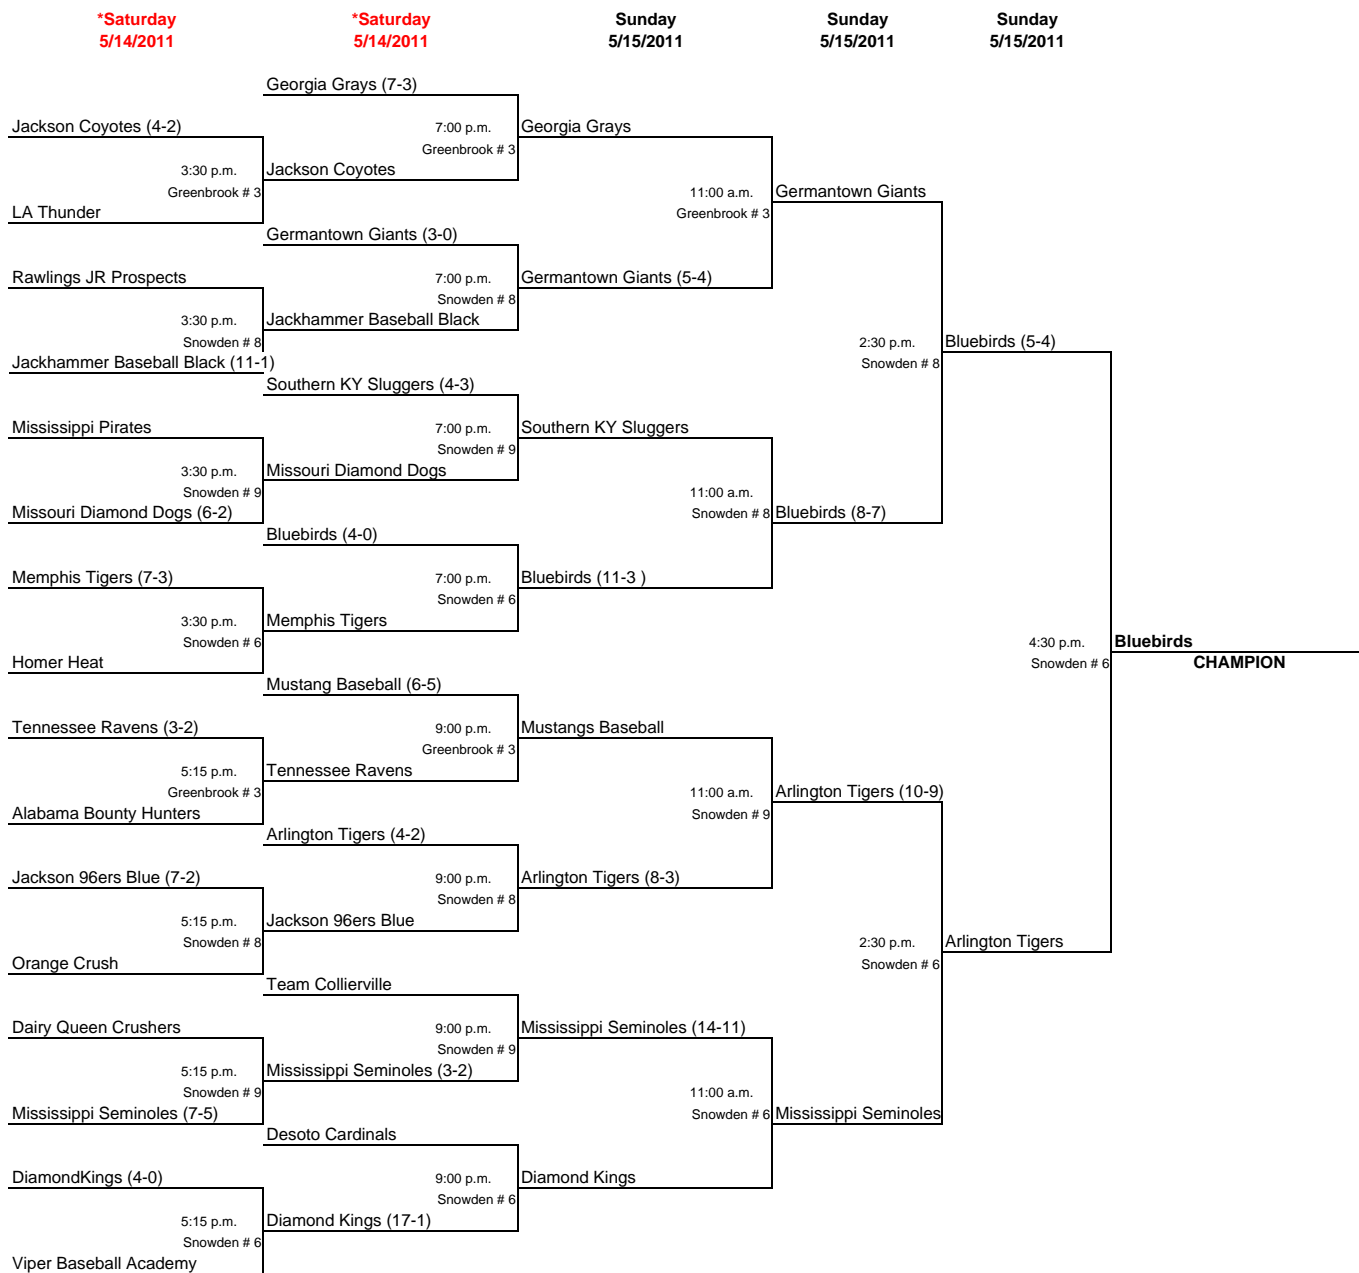 *Saturday *Saturday Sunday Sunday Sunday
5/14/2011 5/14/2011 5/15/2011 5/15/2011 5/15/2011
Georgia Grays (7-3)
Jackson Coyotes (4-2) 7:00 p.m. Georgia Grays
Greenbrook # 3
3:30 p.m. Jackson Coyotes
Greenbrook # 3 11:00 a.m. Germantown Giants
LA Thunder Greenbrook # 3
Germantown Giants (3-0)
Rawlings JR Prospects 7:00 p.m. Germantown Giants (5-4)
Snowden # 8
3:30 p.m. Jackhammer Baseball Black
Snowden # 8 2:30 p.m. Bluebirds (5-4)
Jackhammer Baseball Black (11-1) Snowden # 8
Southern KY Sluggers (4-3)
Mississippi Pirates 7:00 p.m. Southern KY Sluggers
Snowden # 9
3:30 p.m. Missouri Diamond Dogs
Snowden # 9 11:00 a.m.
Missouri Diamond Dogs (6-2) Snowden # 8 Bluebirds (8-7)
Bluebirds (4-0)
Memphis Tigers (7-3) 7:00 p.m. Bluebirds (11-3 )
Snowden # 6
3:30 p.m. Memphis Tigers
Snowden # 6 4:30 p.m. Bluebirds
Homer Heat Snowden # 6 CHAMPION
Mustang Baseball (6-5)
Tennessee Ravens (3-2) 9:00 p.m. Mustangs Baseball
Greenbrook # 3
5:15 p.m. Tennessee Ravens
Greenbrook # 3 11:00 a.m. Arlington Tigers (10-9)
Alabama Bounty Hunters Snowden # 9
Arlington Tigers (4-2)
Jackson 96ers Blue (7-2) 9:00 p.m. Arlington Tigers (8-3)
Snowden # 8
5:15 p.m. Jackson 96ers Blue
Snowden # 8 2:30 p.m. Arlington Tigers
Orange Crush Snowden # 6
Team Collierville
Dairy Queen Crushers 9:00 p.m. Mississippi Seminoles (14-11)
Snowden # 9
5:15 p.m. Mississippi Seminoles (3-2)
Snowden # 9 11:00 a.m.
Mississippi Seminoles (7-5) Snowden # 6 Mississippi Seminoles
Desoto Cardinals
DiamondKings (4-0) 9:00 p.m. Diamond Kings
Snowden # 6
5:15 p.m. Diamond Kings (17-1)
Snowden # 6
Viper Baseball Academy